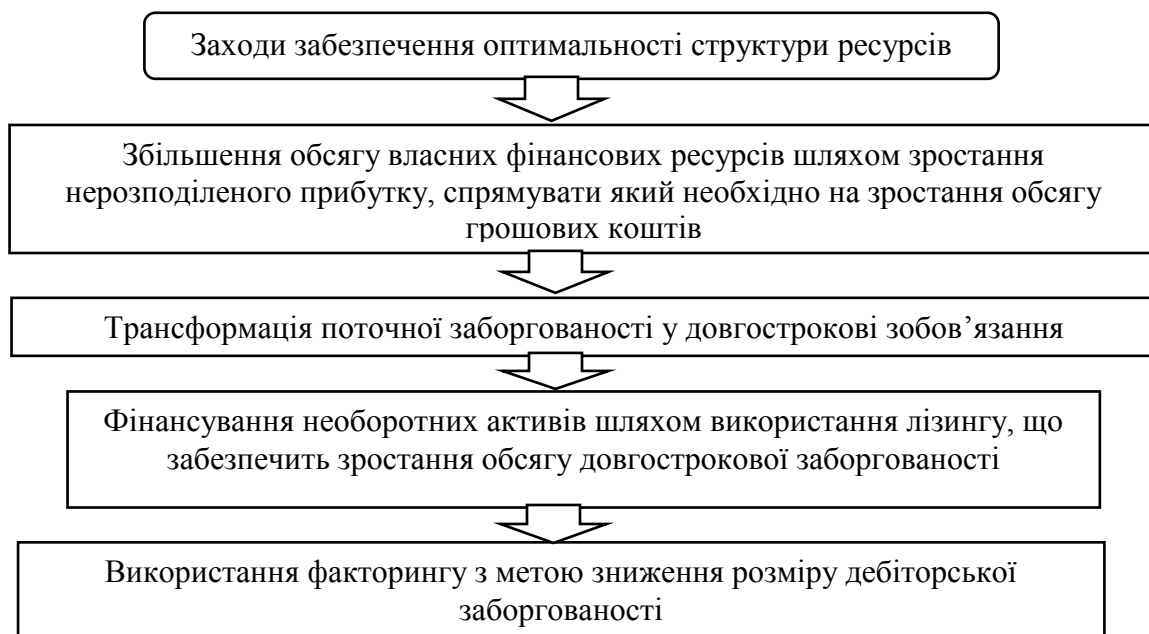 Заходи забезпечення оптимальності структури ресурсів
Збільшення обсягу власних фінансових ресурсів шляхом зростання
нерозподіленого прибутку, спрямувати який необхідно на зростання обсягу
грошових коштів
Трансформація поточної заборгованості у довгострокові зобов’язання
Фінансування необоротних активів шляхом використання лізингу, що
забезпечить зростання обсягу довгострокової заборгованості
Використання факторингу з метою зниження розміру дебіторської
заборгованості